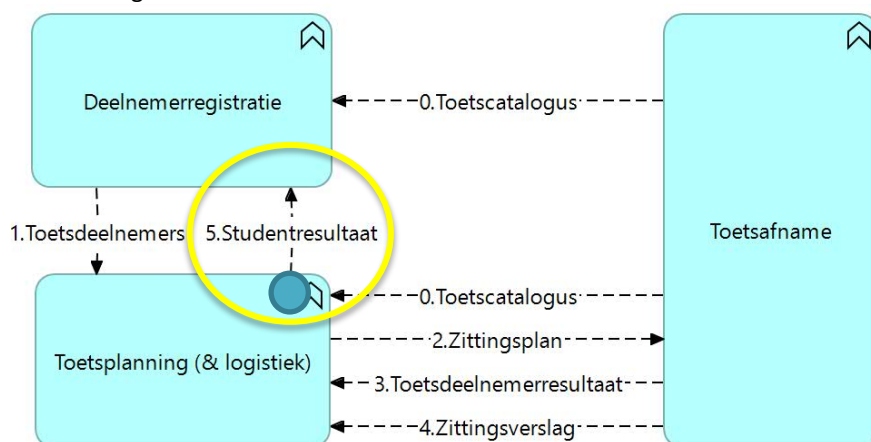 Deelnemerregistratie
0.Toetscatalogus
1.Toetsdeelnemers
5.Studentresultaat
Toetsafname
0.Toetscatalogus
2.Zittingsplan
Toetsplanning (& logistiek)
3.Toetsdeelnemerresultaat
4.Zittingsverslag